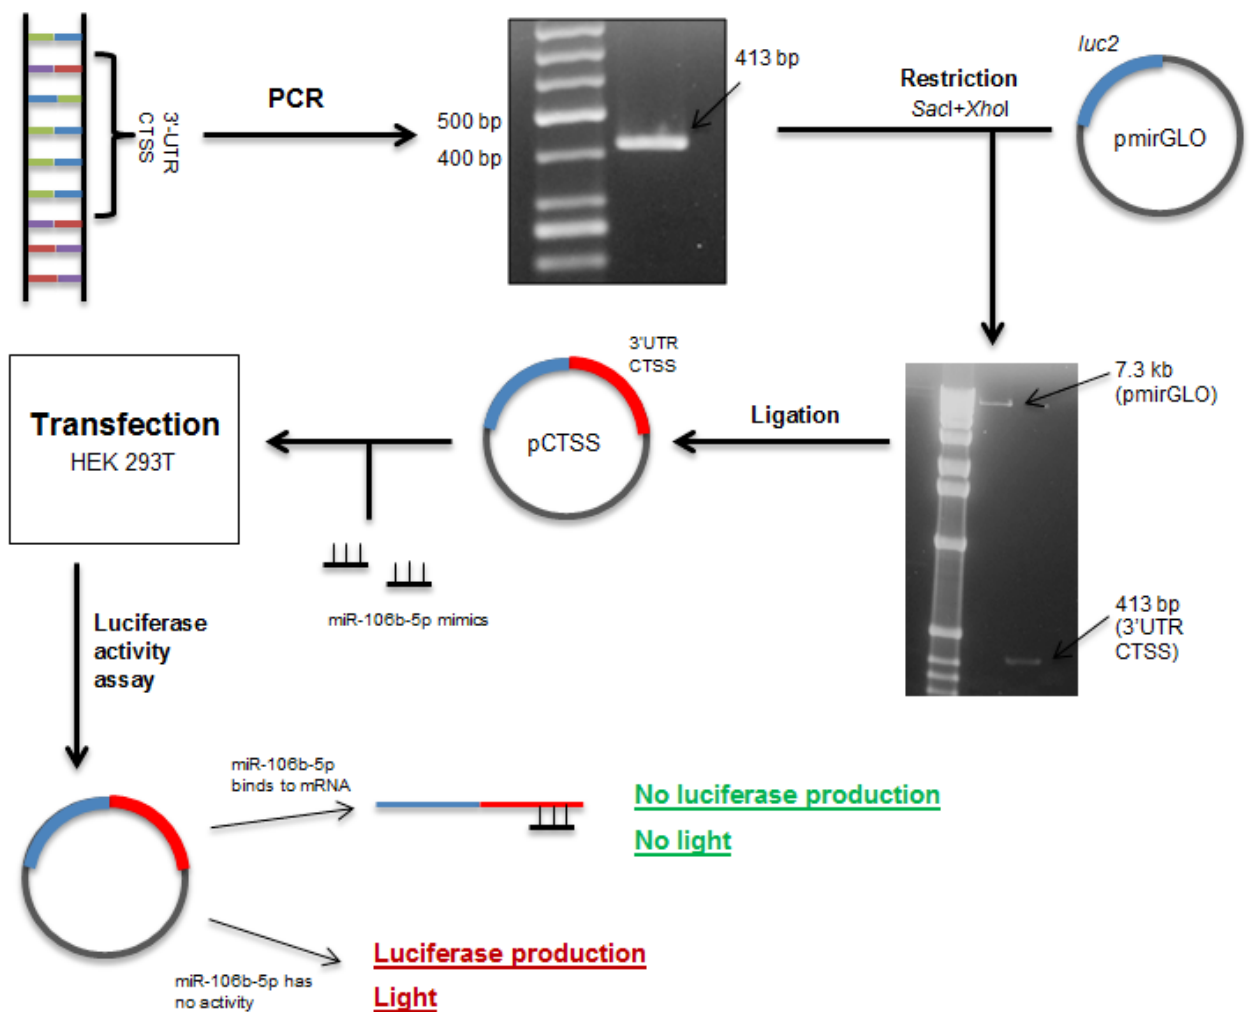 3'-UTR
CTSS
PCR
500 bp
400 bp
413 bp
Restriction
SacI+XhoI
luc2
pmirGLO
7.3 kb
(pmirGLO)
413 bp
(3'UTR
CTSS)
Ligation
3'UTR
CTSS
pCTSS
miR-106b-5p mimics
Transfection
HEK 293T
Luciferase
activity
assay
miR-106b-5p
binds to mRNA
No luciferase production
No light
miR-106b-5p has
no activity
Luciferase production
Light